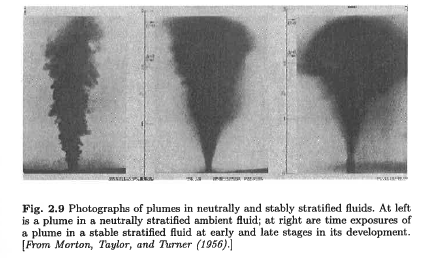 Fig. 2.9 Photographs of plumes in neutrally and stably stratified fluids. At left
is a plume in a neutrally stratified ambient fluid; at right are time exposures of
a plume in a stable stratified fluid at early and late stages in its development.
[From Morton, Taylor, and Turner (1956).]